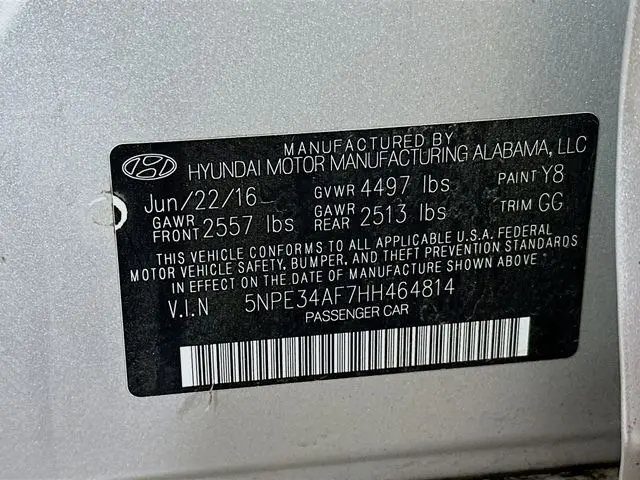 MANUFACTURED BY
HYUNDAI MOTOR MANUFACTURING ALABAMA, LLC
Jun/22/16 GVWR 4497 lbs PAINT Y8
GAWR FRONT 2557 lbs GAWR REAR 2513 lbs TRIM GG
THIS VEHICLE CONFORMS TO ALL APPLICABLE U.S.A. FEDERAL
MOTOR VEHICLE SAFETY, BUMPER, AND THEFT PREVENTION STANDARDS
IN EFFECT ON THE DATE OF MANUFACTURE SHOWN ABOVE
V.I.N 5NPE34AF7HH464814
PASSENGER CAR